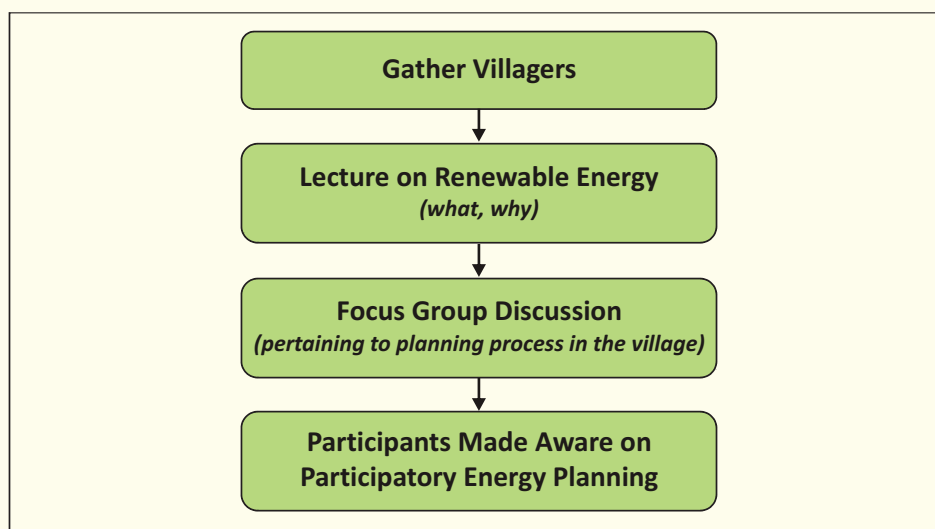 Gather Villagers
Lecture on Renewable Energy
(what, why)
Focus Group Discussion
(pertaining to planning process in the village)
Participants Made Aware on
Participatory Energy Planning